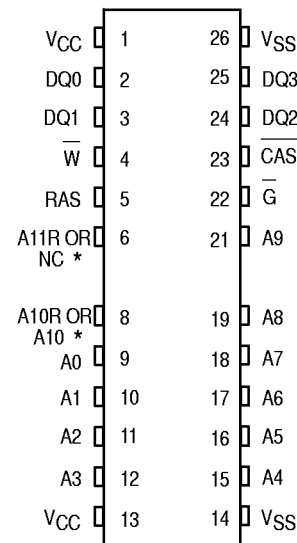 VCC 1 26 VSS
DQ0 2 25 DQ3
DQ1 3 24 DQ2
W̅ 4 23 C̅A̅S̅
RAS 5 22 G̅
A11R OR 6 21 A9
NC *
A10R OR 8 19 A8
A10 *
A0 9 18 A7
A1 10 17 A6
A2 11 16 A5
A3 12 15 A4
VCC 13 14 VSS